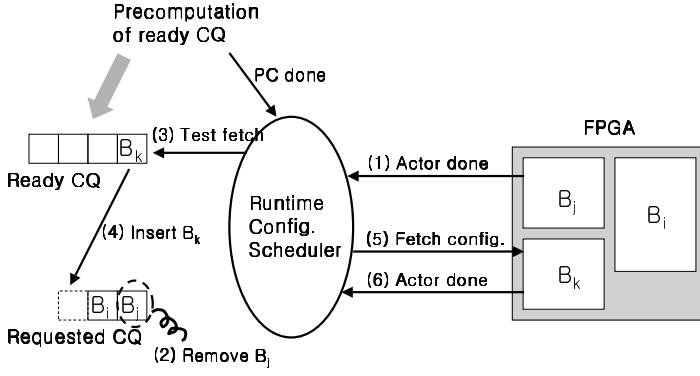 Precomputation
of ready CQ
PC done
FPGA
(3) Test fetch
(1) Actor done
B_k
Ready CQ
B_j
B_i
Runtime
Config.
Scheduler
(4) Insert B_k
(5) Fetch config.
B_k
(6) Actor done
B_i B_j
Requested CQ
(2) Remove B_j